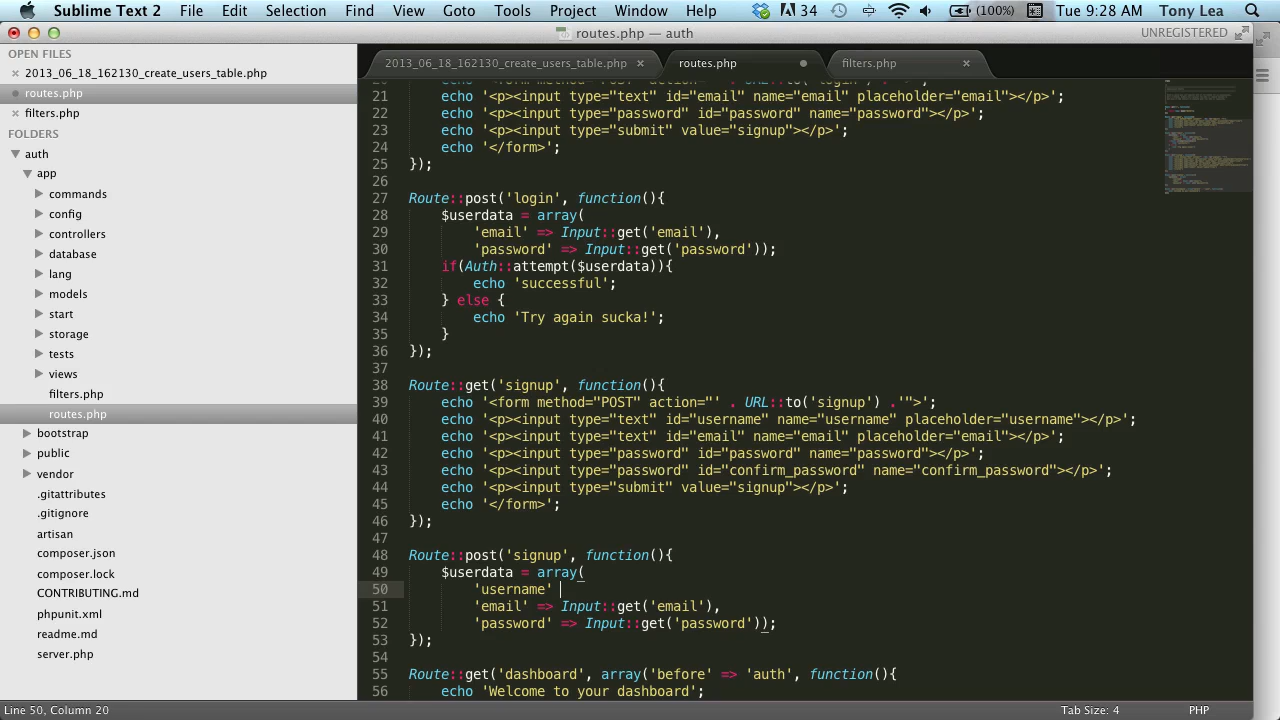 Sublime Text 2 File Edit Selection Find View Goto Tools Project Window Help 34 (100%) Tue 9:28 AM Tony Lea
routes.php — auth
UNREGISTERED
OPEN FILES
2013_06_18_162130_create_users_table.php
routes.php
filters.php
FOLDERS
auth
app
commands
config
controllers
database
lang
models
start
storage
tests
views
filters.php
routes.php
bootstrap
public
vendor
.gitattributes
.gitignore
artisan
composer.json
composer.lock
CONTRIBUTING.md
phpunit.xml
readme.md
server.php
2013_06_18_162130_create_users_table.php routes.php filters.php
21 echo '<p><input type="text" id="email" name="email" placeholder="email"></p>';
22 echo '<p><input type="password" id="password" name="password"></p>';
23 echo '<p><input type="submit" value="signup"></p>';
24 echo '</form>';
25 });
26
27 Route::post('login', function(){
28 $userdata = array(
29 'email' => Input::get('email'),
30 'password' => Input::get('password'));
31 if(Auth::attempt($userdata)){
32 echo 'successful';
33 } else {
34 echo 'Try again sucka!';
35 }
36 });
37
38 Route::get('signup', function(){
39 echo '<form method="POST" action="' . URL::to('signup') .'">';
40 echo '<p><input type="text" id="username" name="username" placeholder="username"></p>';
41 echo '<p><input type="text" id="email" name="email" placeholder="email"></p>';
42 echo '<p><input type="password" id="password" name="password"></p>';
43 echo '<p><input type="password" id="confirm_password" name="confirm_password"></p>';
44 echo '<p><input type="submit" value="signup"></p>';
45 echo '</form>';
46 });
47
48 Route::post('signup', function(){
49 $userdata = array(
50 'username'
51 'email' => Input::get('email'),
52 'password' => Input::get('password'));
53 });
54
55 Route::get('dashboard', array('before' => 'auth', function(){
56 echo 'Welcome to your dashboard';
Line 50, Column 20
Tab Size: 4
PHP